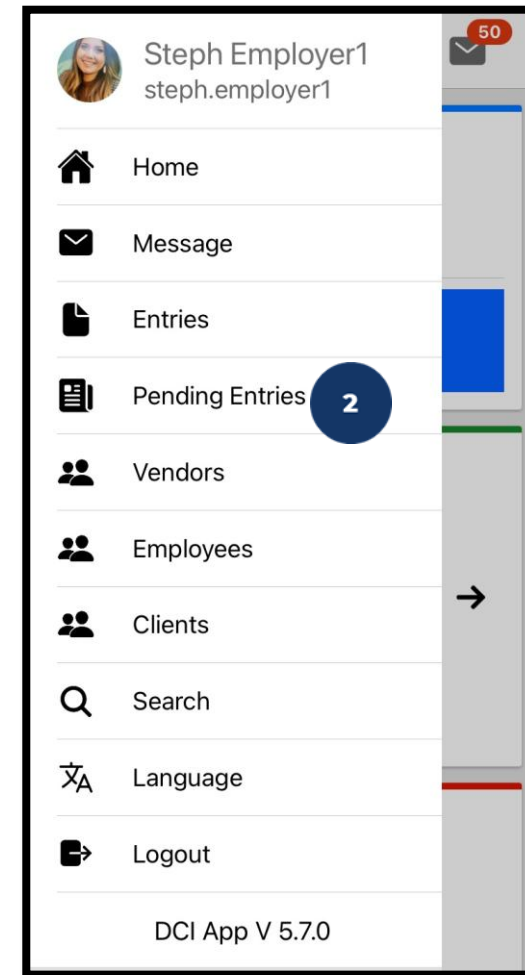 Steph Employer1
50
steph.employer1
Home
Message
Entries
Pending Entries 2
Vendors
Employees
Clients
Search
Language
Logout
DCI App V 5.7.0